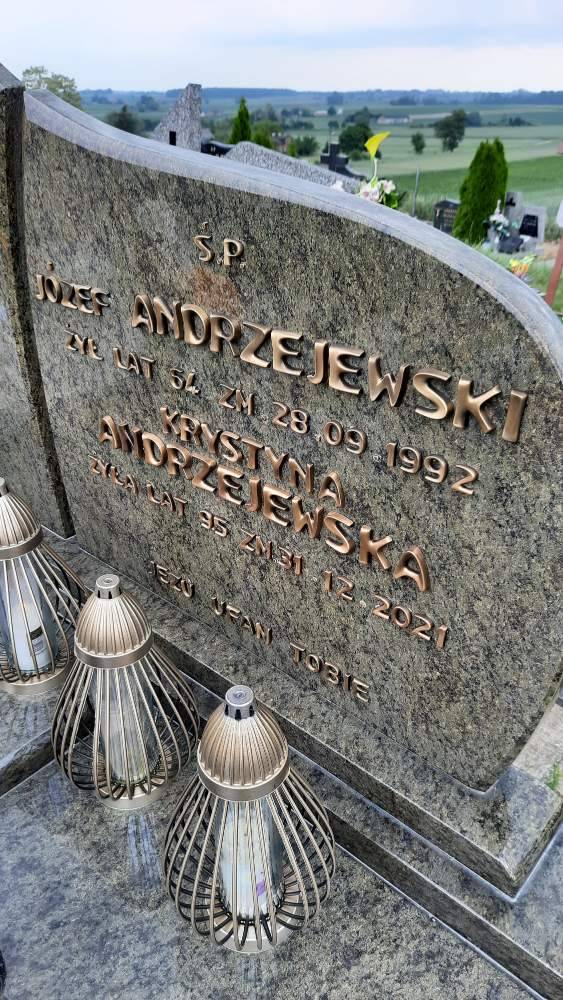 Ś.P.
JÓZEF ANDRZEJEWSKI
ŻYŁ LAT 64 ZM 28.09.1992
KRYSTYNA
ANDRZEJEWSKA
ŻYŁA LAT 95 ZM 31.12.2021
JEZU UFAM TOBIE